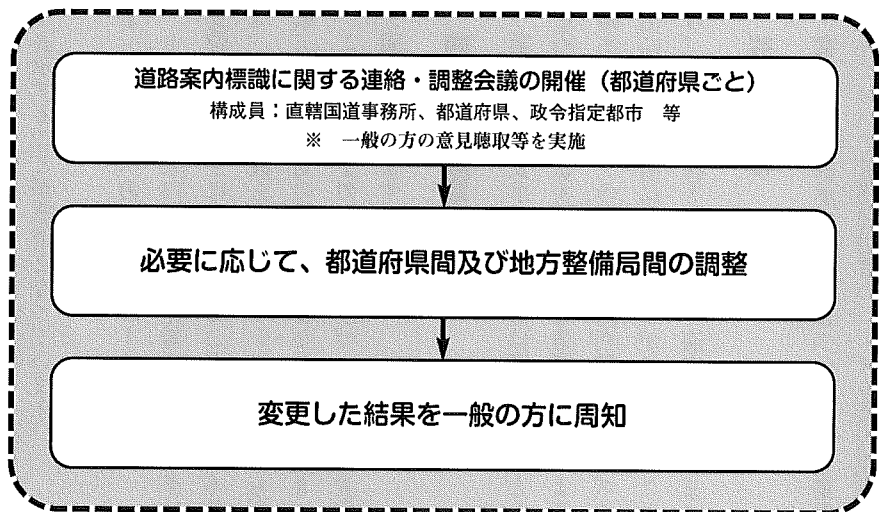 道路案内標識に関する連絡・調整会議の開催（都道府県ごと）
構成員：直轄国道事務所、都道府県、政令指定都市　等
※　一般の方の意見聴取等を実施
必要に応じて、都道府県間及び地方整備局間の調整
変更した結果を一般の方に周知